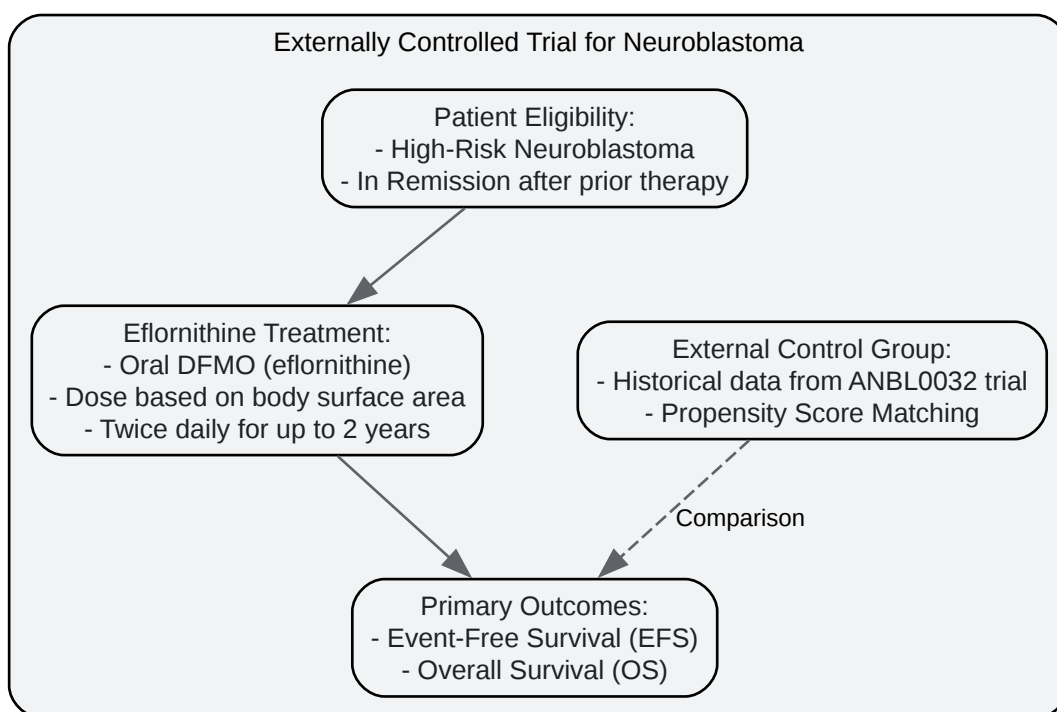 Externally Controlled Trial for Neuroblastoma
Patient Eligibility:
- High-Risk Neuroblastoma
- In Remission after prior therapy
Eflornithine Treatment:
- Oral DFMO (eflornithine)
- Dose based on body surface area
- Twice daily for up to 2 years
External Control Group:
- Historical data from ANBL0032 trial
- Propensity Score Matching
Comparison
Primary Outcomes:
- Event-Free Survival (EFS)
- Overall Survival (OS)